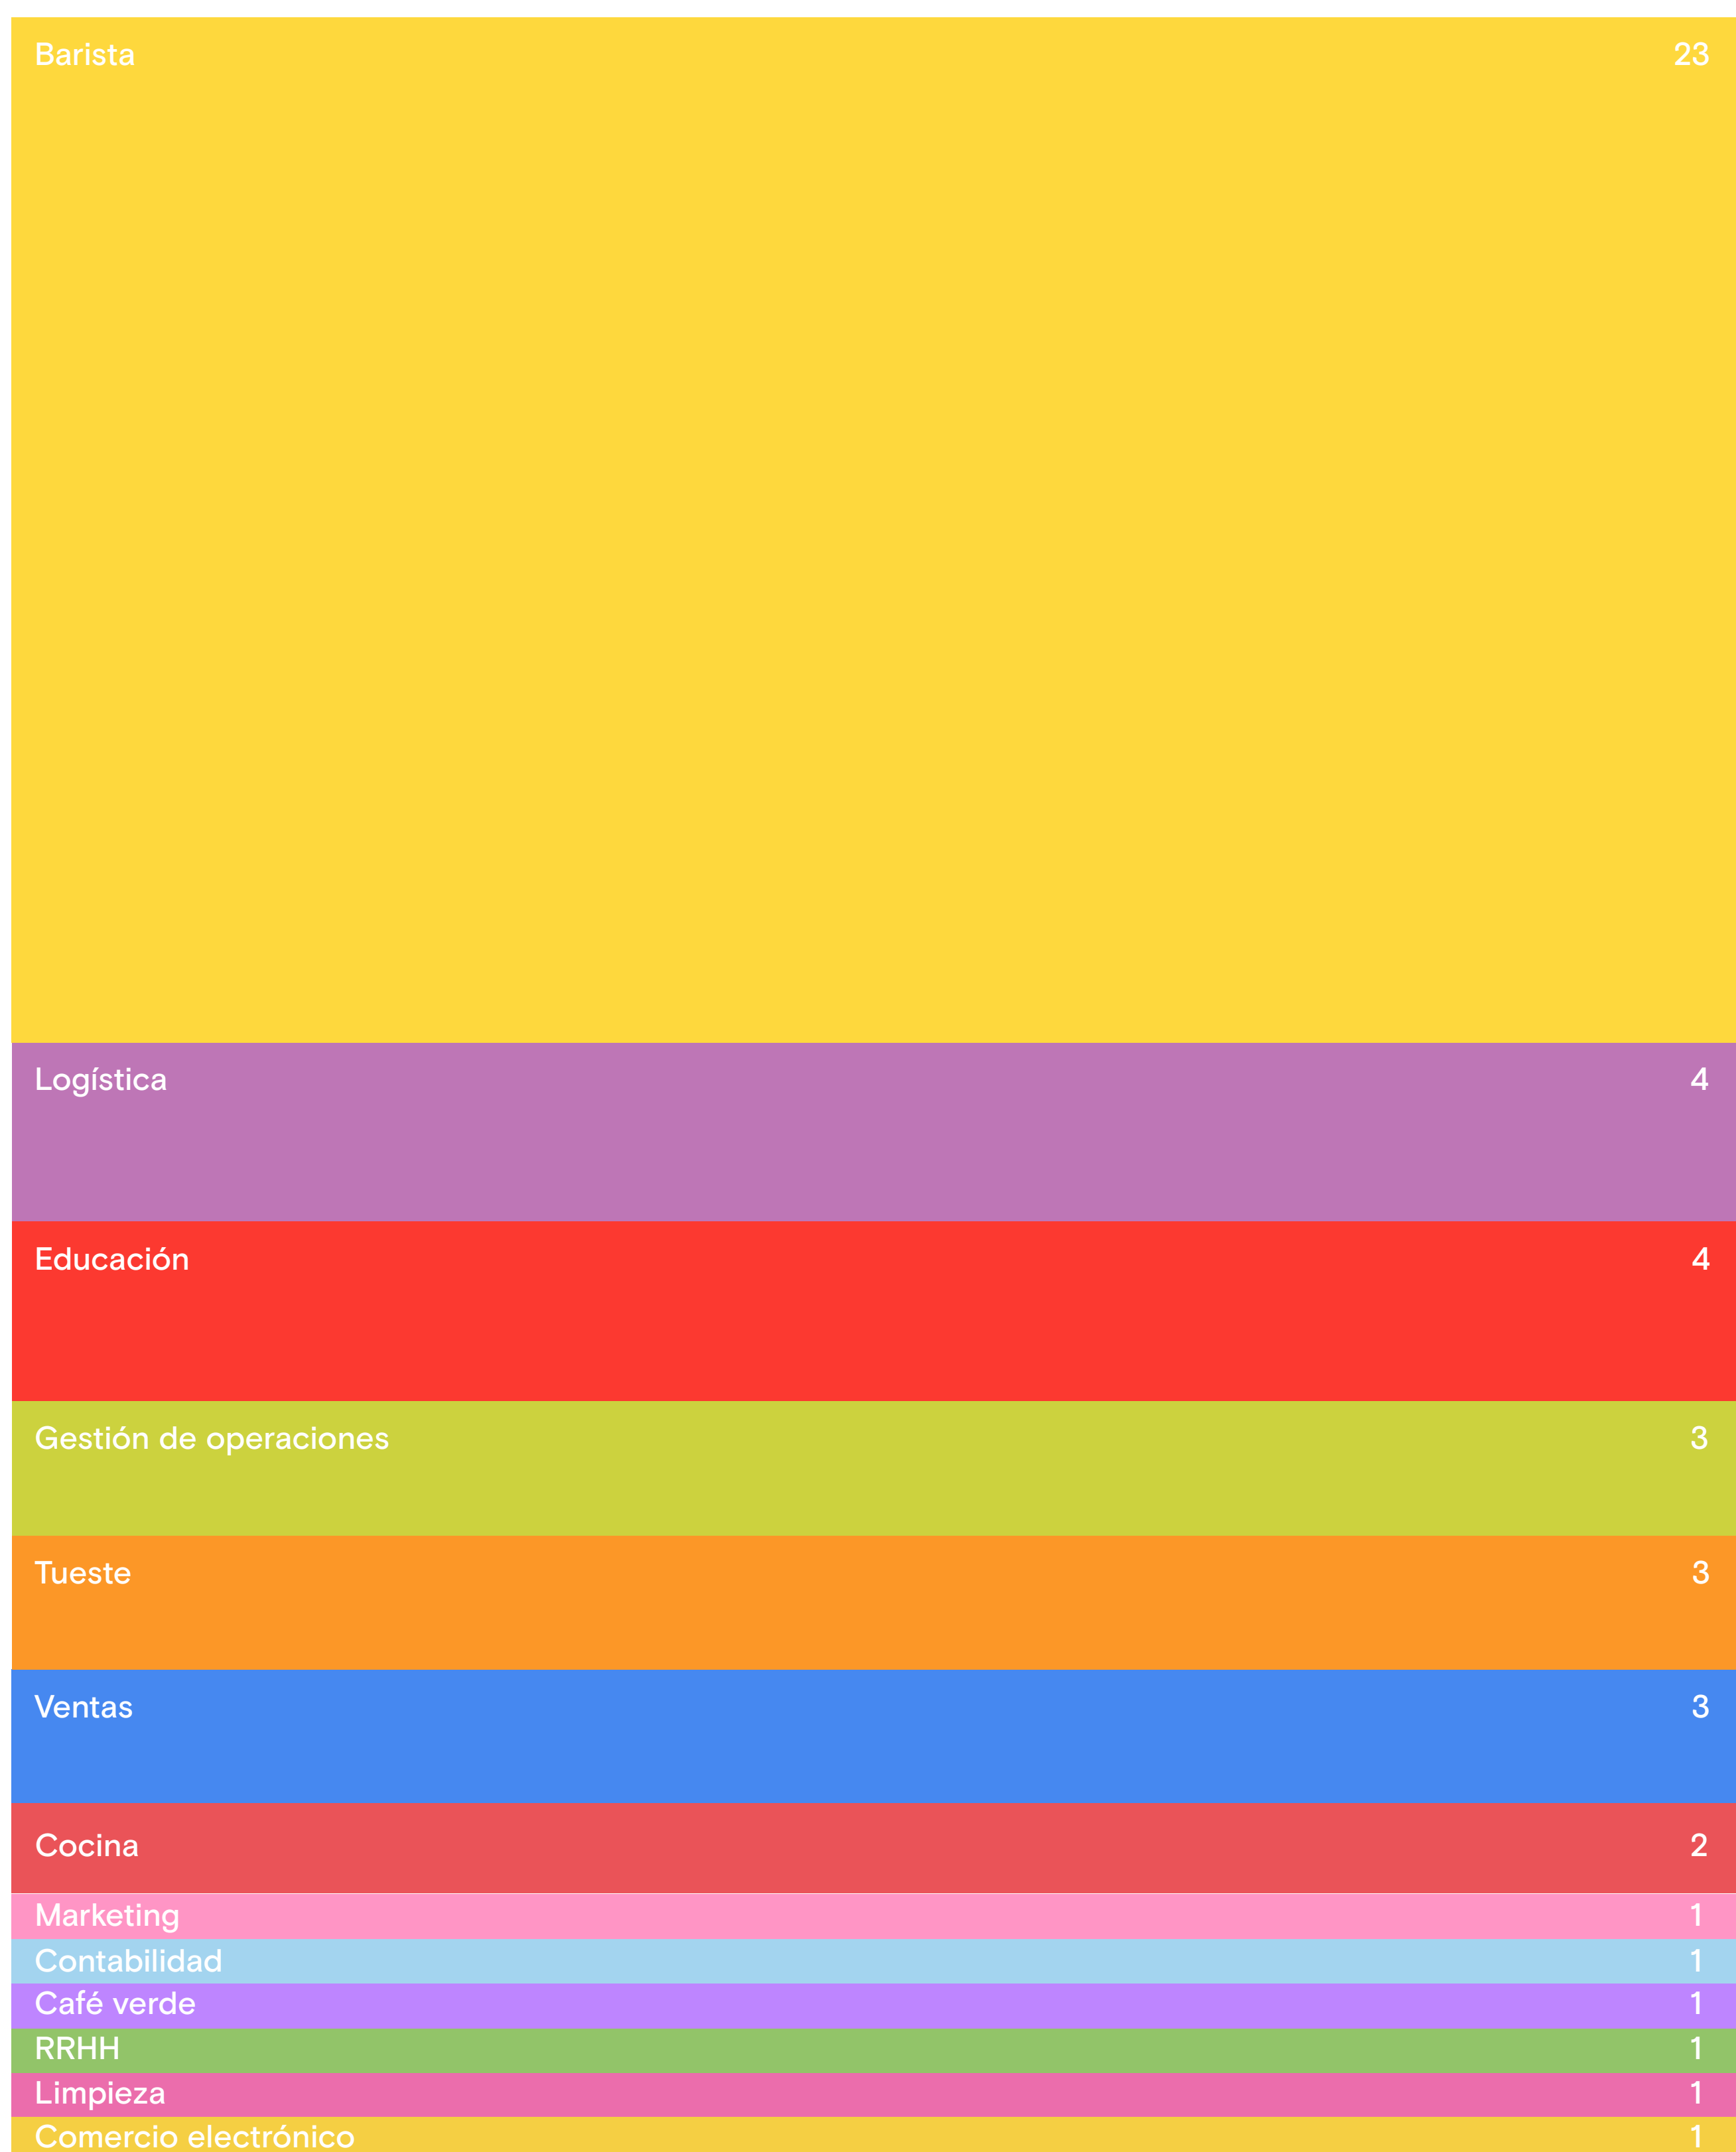 Barista 23
Logística 4
Educación 4
Gestión de operaciones 3
Tueste 3
Ventas 3
Cocina 2
Marketing 1
Contabilidad 1
Café verde 1
RRHH 1
Limpieza 1
Comercio electrónico 1